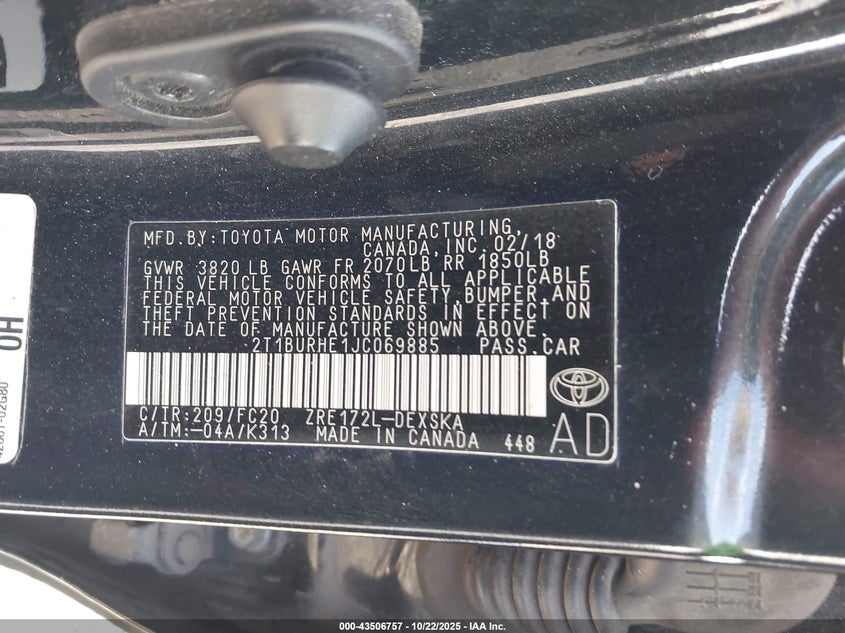 MFD. BY: TOYOTA MOTOR MANUFACTURING,
CANADA, INC. 02/18
GVWR 3820 LB GAWR FR 2070LB RR 1850LB
THIS VEHICLE CONFORMS TO ALL APPLICABLE
FEDERAL MOTOR VEHICLE SAFETY, BUMPER, AND
THEFT PREVENTION STANDARDS IN EFFECT ON
THE DATE OF MANUFACTURE SHOWN ABOVE.
2T1BURHE1JC069885 PASS.CAR
C/TR: 209/FC20 ZRE172L-DEXSKA
A/TM: -04A/K313 MADE IN CANADA 448
AD
HO
000-43506757 - 10/22/2025 - IAA Inc.